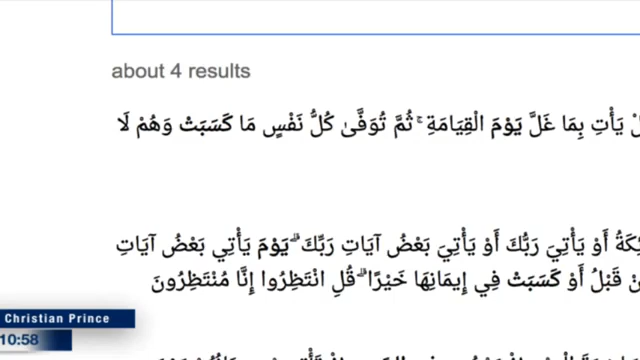 about 4 results
يَأْتِ بِمَا غَلَّ يَوْمَ الْقِيَامَةِ ۚ ثُمَّ تُوَفَّىٰ كُلُّ نَفْسٍ مَا كَسَبَتْ وَهُمْ لَا
أَوْ يَأْتِيَ رَبُّكَ أَوْ يَأْتِيَ بَعْضُ آيَاتِ رَبِّكَ ۗ يَوْمَ يَأْتِي بَعْضُ آيَاتِ
قَبْلُ أَوْ كَسَبَتْ فِي إِيمَانِهَا خَيْرًا ۗ قُلِ انْتَظِرُوا إِنَّا مُنْتَظِرُونَ
Christian Prince
10:58